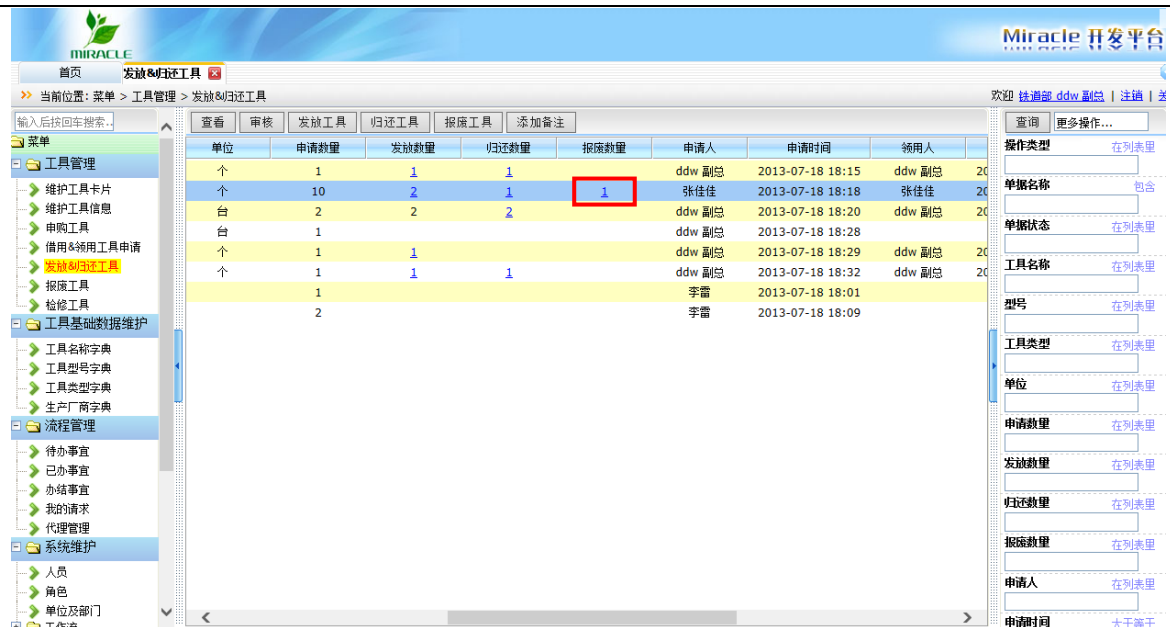 MIRACLE
Miracle 开发平台
首页 发放&归还工具
当前位置: 菜单 > 工具管理 > 发放&归还工具
欢迎 铁道部 ddw 副总 | 注销 |
输入后按回车搜索..
菜单
工具管理
维护工具卡片
维护工具信息
申购工具
借用&领用工具申请
发放&归还工具
报废工具
检修工具
工具基础数据维护
工具名称字典
工具型号字典
工具类型字典
生产厂商字典
流程管理
待办事宜
已办事宜
办结事宜
我的请求
代理管理
系统维护
人员
角色
单位及部门
工作流
查看 审核 发放工具 归还工具 报废工具 添加备注
单位 申请数量 发放数量 归还数量 报废数量 申请人 申请时间 领用人
个 1 1 1 ddw 副总 2013-07-18 18:15 ddw 副总 20
个 10 2 1 1 张佳佳 2013-07-18 18:18 张佳佳 20
台 2 2 2 ddw 副总 2013-07-18 18:20 ddw 副总 20
台 1 ddw 副总 2013-07-18 18:28
个 1 1 ddw 副总 2013-07-18 18:29 ddw 副总 20
个 1 1 1 ddw 副总 2013-07-18 18:32 ddw 副总 20
1 李雷 2013-07-18 18:01
2 李雷 2013-07-18 18:09
查询 更多操作...
操作类型 在列表里
单据名称 包含
单据状态 在列表里
工具名称 在列表里
型号 在列表里
工具类型 在列表里
单位 在列表里
申请数量 在列表里
发放数量 在列表里
归还数量 在列表里
报废数量 在列表里
申请人 在列表里
申请时间 大于等于